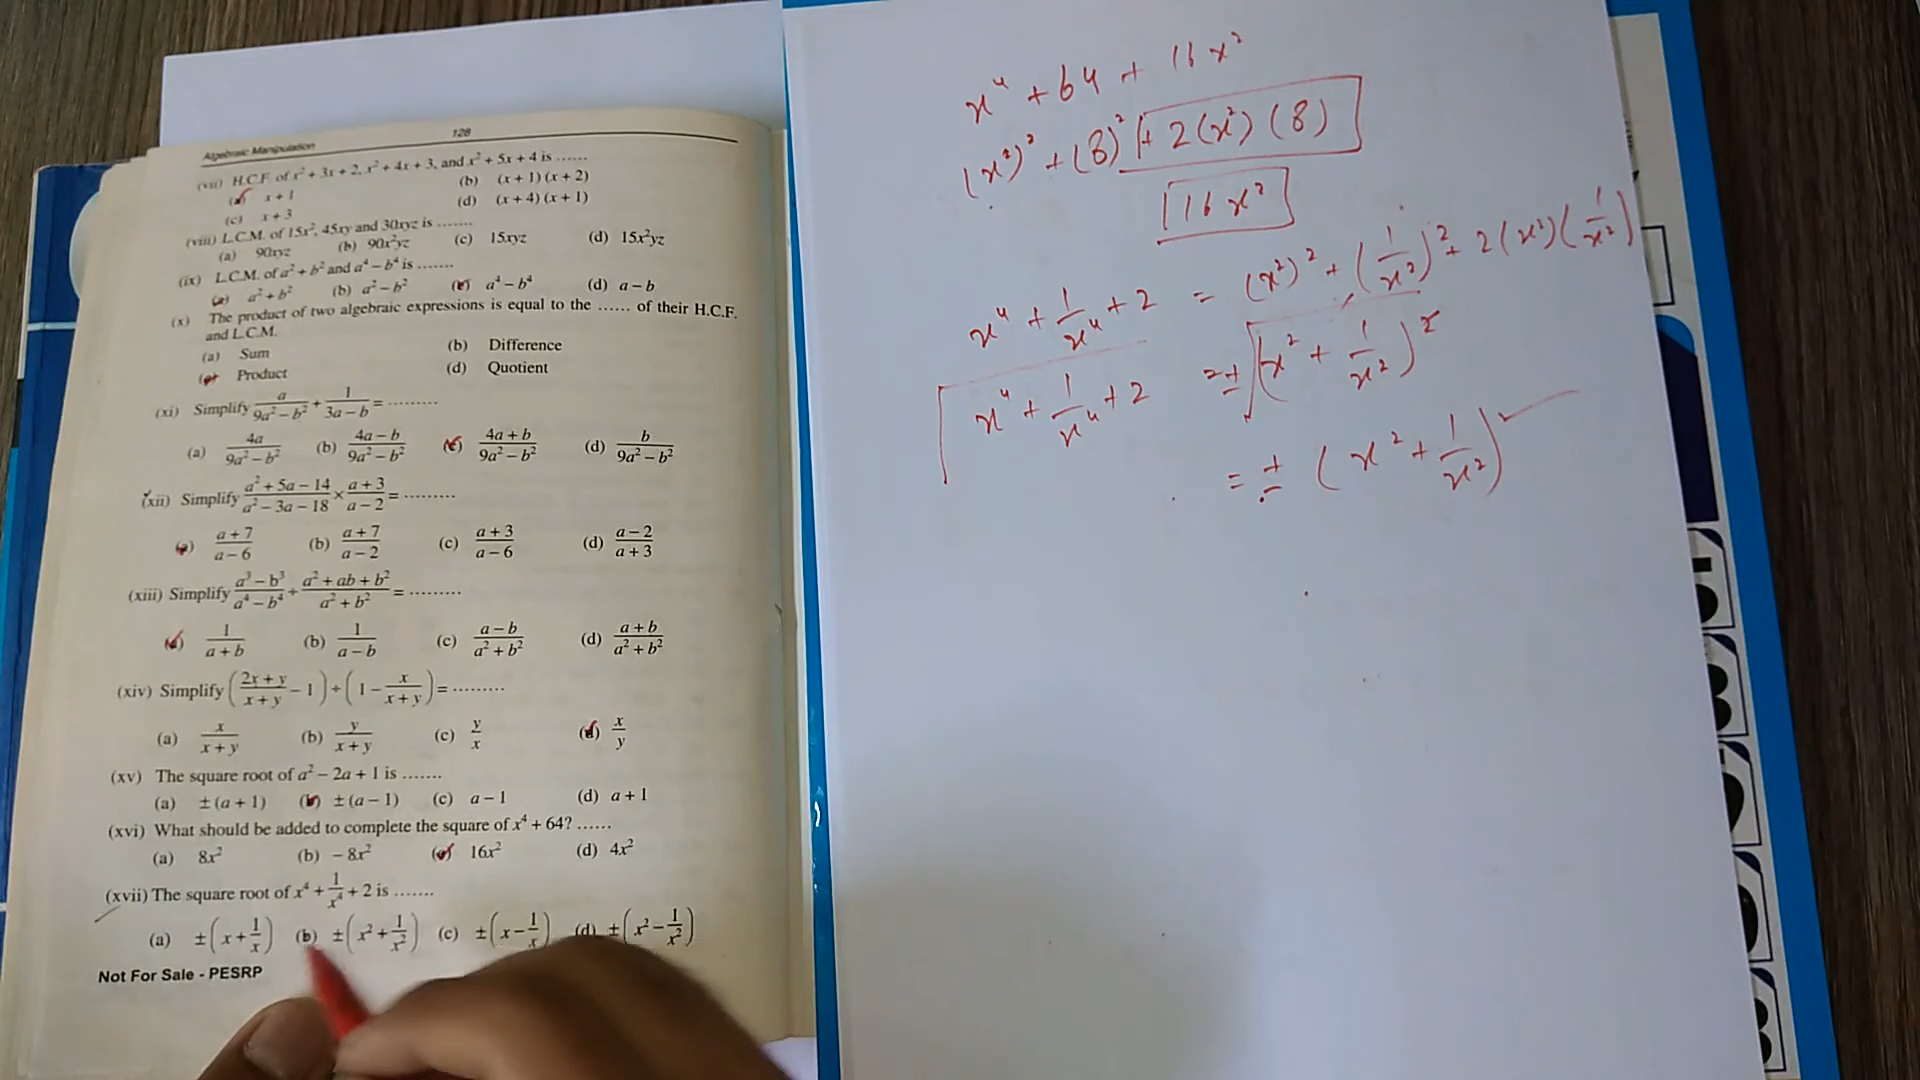 Algebraic Manipulation 128
(vii) H.C.F. of x² + 3x + 2, x² + 4x + 3, and x² + 5x + 4 is ......
(a) x + 1 (b) (x + 1) (x + 2)
(c) x + 3 (d) (x + 4) (x + 1)
(viii) L.C.M. of 15x², 45xy and 30xyz is .......
(a) 90xyz (b) 90x²yz (c) 15xyz (d) 15x²yz
(ix) L.C.M. of a² + b² and a⁴ – b⁴ is .......
(a) a² + b² (b) a² – b² (c) a⁴ – b⁴ (d) a – b
(x) The product of two algebraic expressions is equal to the ...... of their H.C.F.
and L.C.M.
(a) Sum (b) Difference
(c) Product (d) Quotient
(xi) Simplify a/(9a² – b²) + 1/(3a – b) = .........
(a) 4a/(9a² – b²) (b) (4a – b)/(9a² – b²) (c) (4a + b)/(9a² – b²) (d) b/(9a² – b²)
(xii) Simplify (a² + 5a – 14)/(a² – 3a – 18) × (a + 3)/(a – 2) = .........
(a) (a + 7)/(a – 6) (b) (a + 7)/(a – 2) (c) (a + 3)/(a – 6) (d) (a – 2)/(a + 3)
(xiii) Simplify (a³ – b³)/(a⁴ – b⁴) ÷ (a² + ab + b²)/(a² + b²) = .........
(a) 1/(a + b) (b) 1/(a – b) (c) (a – b)/(a² + b²) (d) (a + b)/(a² + b²)
(xiv) Simplify ((2x + y)/(x + y) – 1) ÷ (1 – x/(x + y)) = .........
(a) x/(x + y) (b) y/(x + y) (c) y/x (d) x/y
(xv) The square root of a² – 2a + 1 is .......
(a) ± (a + 1) (b) ± (a – 1) (c) a – 1 (d) a + 1
(xvi) What should be added to complete the square of x⁴ + 64? ......
(a) 8x² (b) – 8x² (c) 16x² (d) 4x²
(xvii) The square root of x⁴ + 1/x⁴ + 2 is .......
(a) ± (x + 1/x) (b) ± (x² + 1/x²) (c) ± (x – 1/x) (d) ± (x² – 1/x²)
Not For Sale - PESRP
x⁴ + 64 + 16x²
(x²)² + (8)² + 2(x²)(8)
16x²
x⁴ + 1/x⁴ + 2 = (x²)² + (1/x²)² + 2(x²)(1/x²)
√(x⁴ + 1/x⁴ + 2) = ±√(x² + 1/x²)²
= ± (x² + 1/x²)